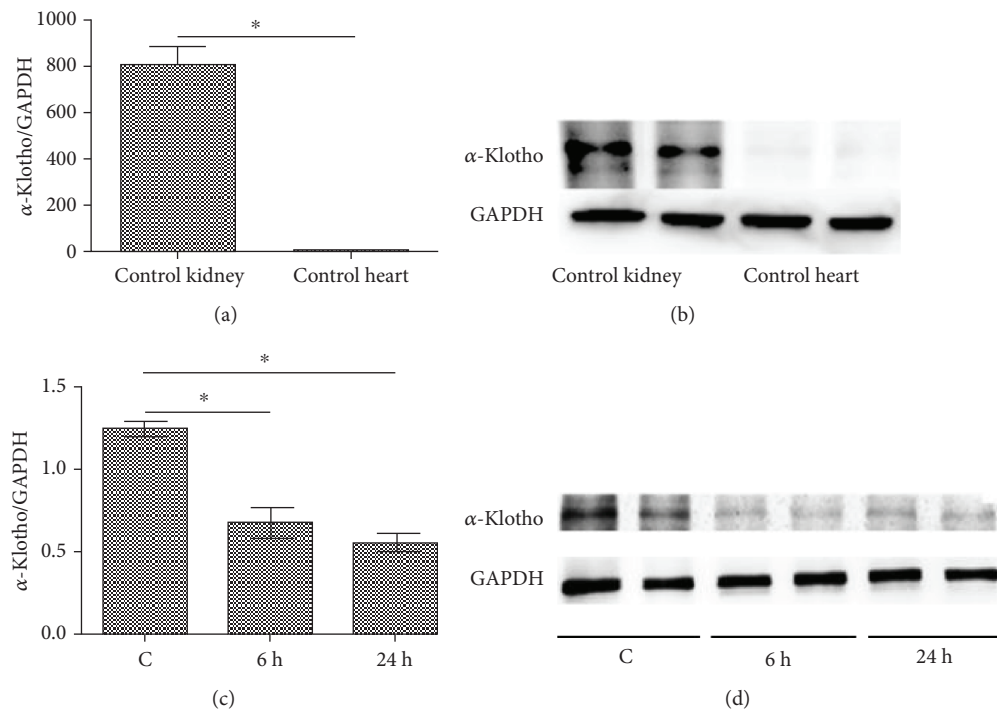 *
1000
800
600
400
200
0
α-Klotho/GAPDH
Control kidney Control heart
(a)
α-Klotho
GAPDH
Control kidney Control heart
(b)
*
*
1.5
1.0
0.5
0.0
α-Klotho/GAPDH
C 6 h 24 h
(c)
α-Klotho
GAPDH
C 6 h 24 h
(d)